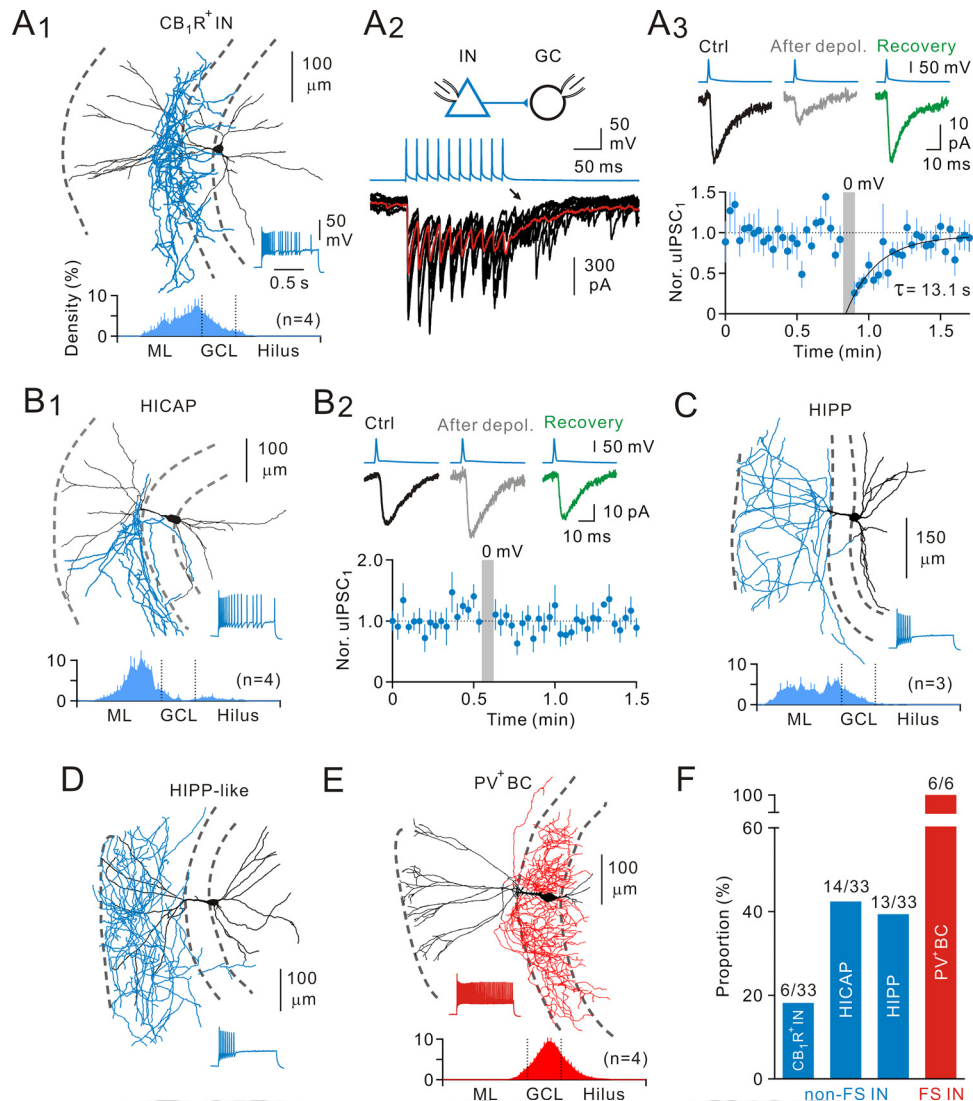 A1
CB1R+ IN
100 µm
50 mV
0.5 s
Density (%)
10
0
(n=4)
ML GCL Hilus
A2
IN GC
50 mV
50 ms
300 pA
A3
Ctrl After depol. Recovery
50 mV
10 pA
10 ms
0 mV
Nor. uIPSC1
1.5
1.0
0.5
0
τ = 13.1 s
0 0.5 1.0 1.5
Time (min)
B1
HICAP
100 µm
10
0
(n=4)
ML GCL Hilus
B2
Ctrl After depol. Recovery
50 mV
10 pA
10 ms
0 mV
Nor. uIPSC1
2.0
1.0
0
0 0.5 1.0 1.5
Time (min)
C
HIPP
150 µm
10
0
(n=3)
ML GCL Hilus
D
HIPP-like
100 µm
E
PV+ BC
100 µm
10
0
(n=4)
ML GCL Hilus
F
Proportion (%)
100
60
40
20
0
6/33
14/33
13/33
6/6
CB1R+ IN
HICAP
HIPP
PV+ BC
non-FS IN FS IN